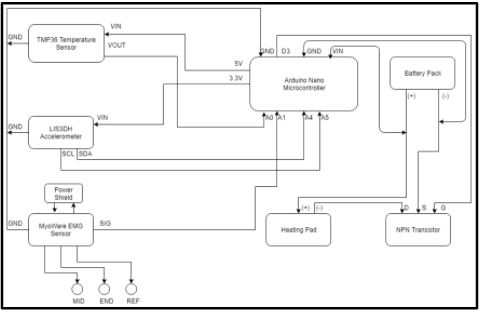 GND
VIN
TMP36 Temperature
Sensor
VOUT
5V
3.3V
GND D3 GND VIN
Arduino Nano
Microcontroller
A0 A1 A4 A5
Battery Pack
(+) (-)
GND
VIN
LIS3DH
Accelerometer
SCL SDA
Power
Shield
GND
MyoWare EMG
Sensor
SIG
MID END REF
(+) (-)
Heating Pad
D S G
NPN Transistor